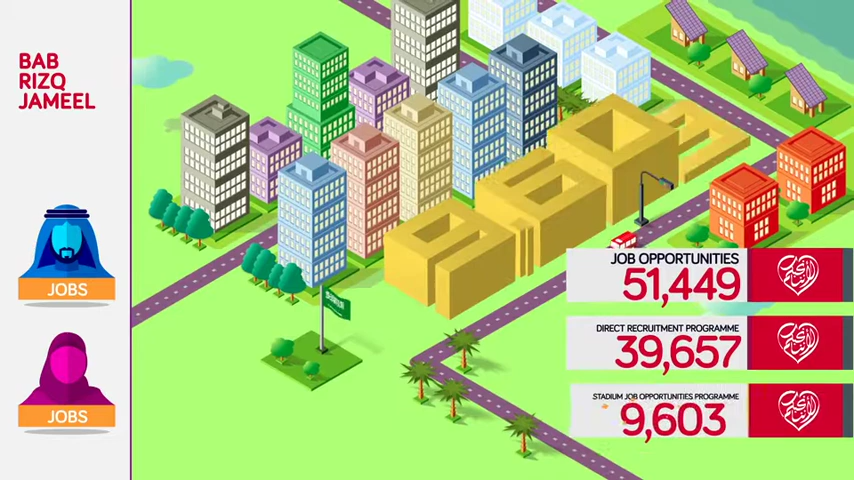 BAB
RIZQ
JAMEEL
JOBS
JOBS
JOB OPPORTUNITIES
51,449
DIRECT RECRUITMENT PROGRAMME
39,657
STADIUM JOB OPPORTUNITIES PROGRAMME
9,603